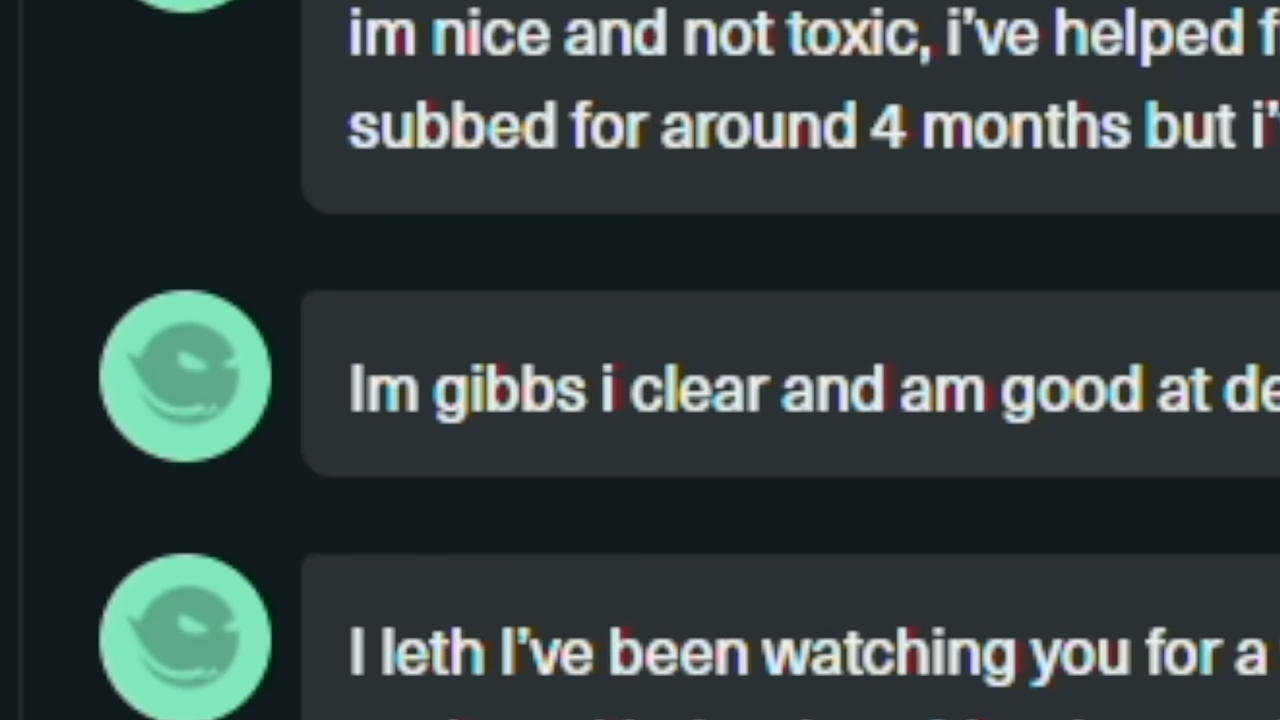 im nice and not toxic, i've helped
subbed for around 4 months but
Im gibbs i clear and am good at
I leth I've been watching you for a